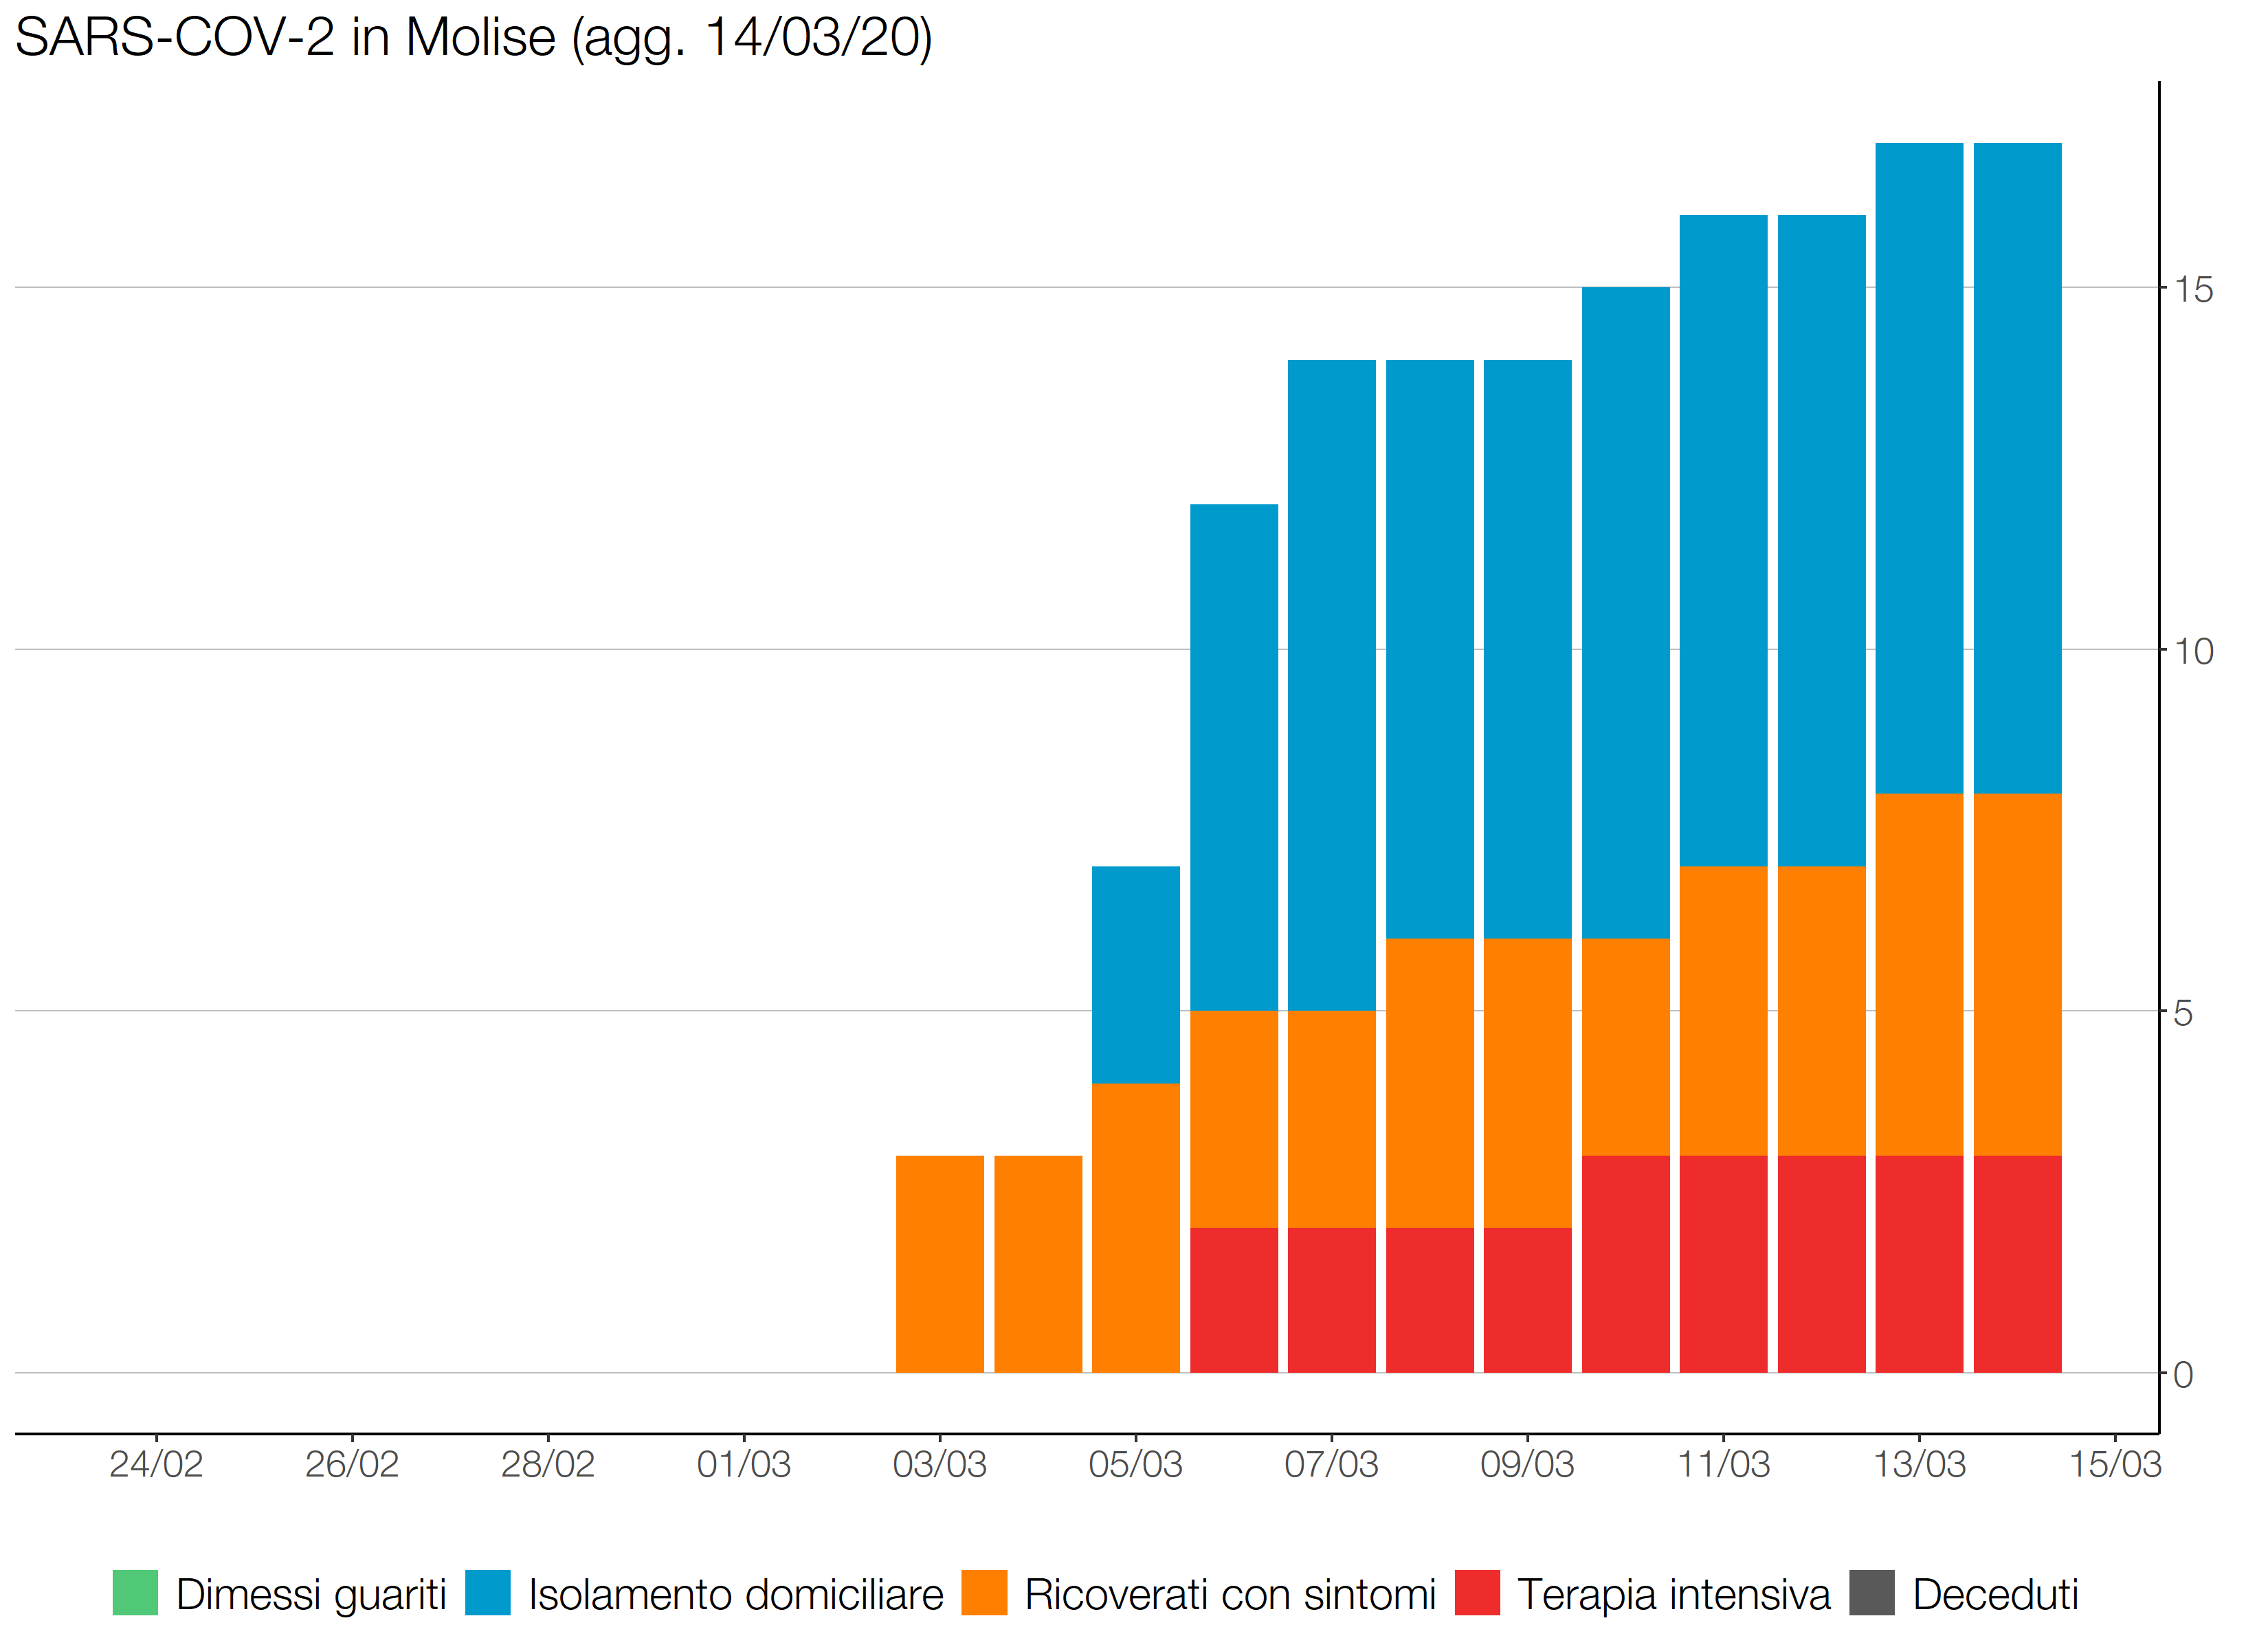 SARS-COV-2 in Molise (agg. 14/03/20)
15
10
5
0
24/02 26/02 28/02 01/03 03/03 05/03 07/03 09/03 11/03 13/03 15/03
Dimessi guariti Isolamento domiciliare Ricoverati con sintomi Terapia intensiva Deceduti